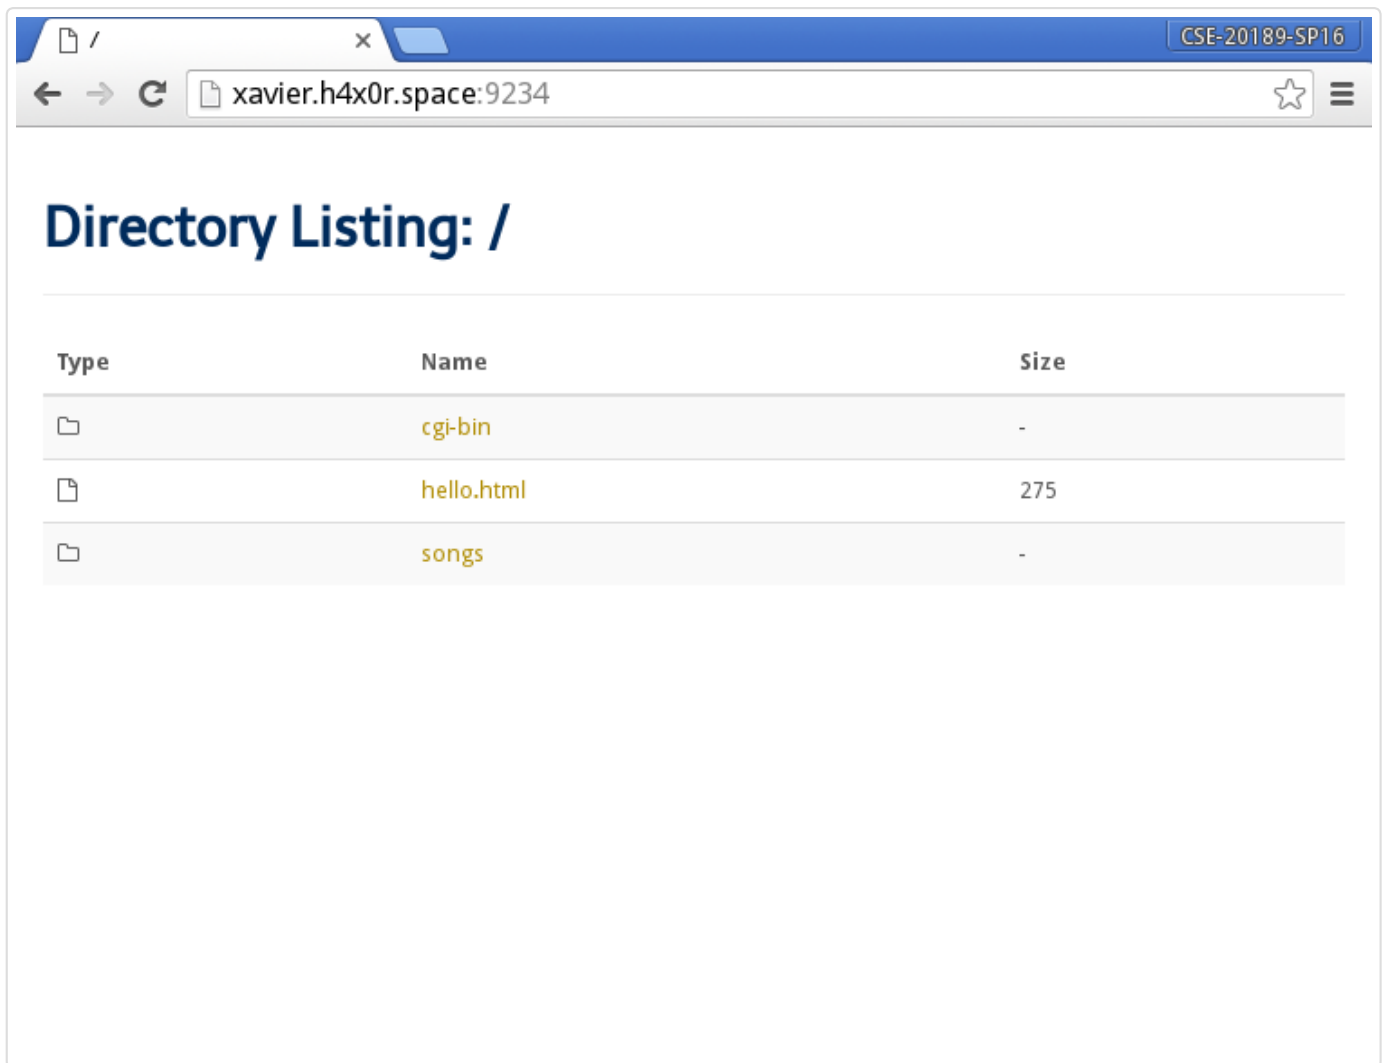 /
CSE-20189-SP16
xavier.h4x0r.space:9234
Directory Listing: /
Type Name Size
cgi-bin -
hello.html 275
songs -